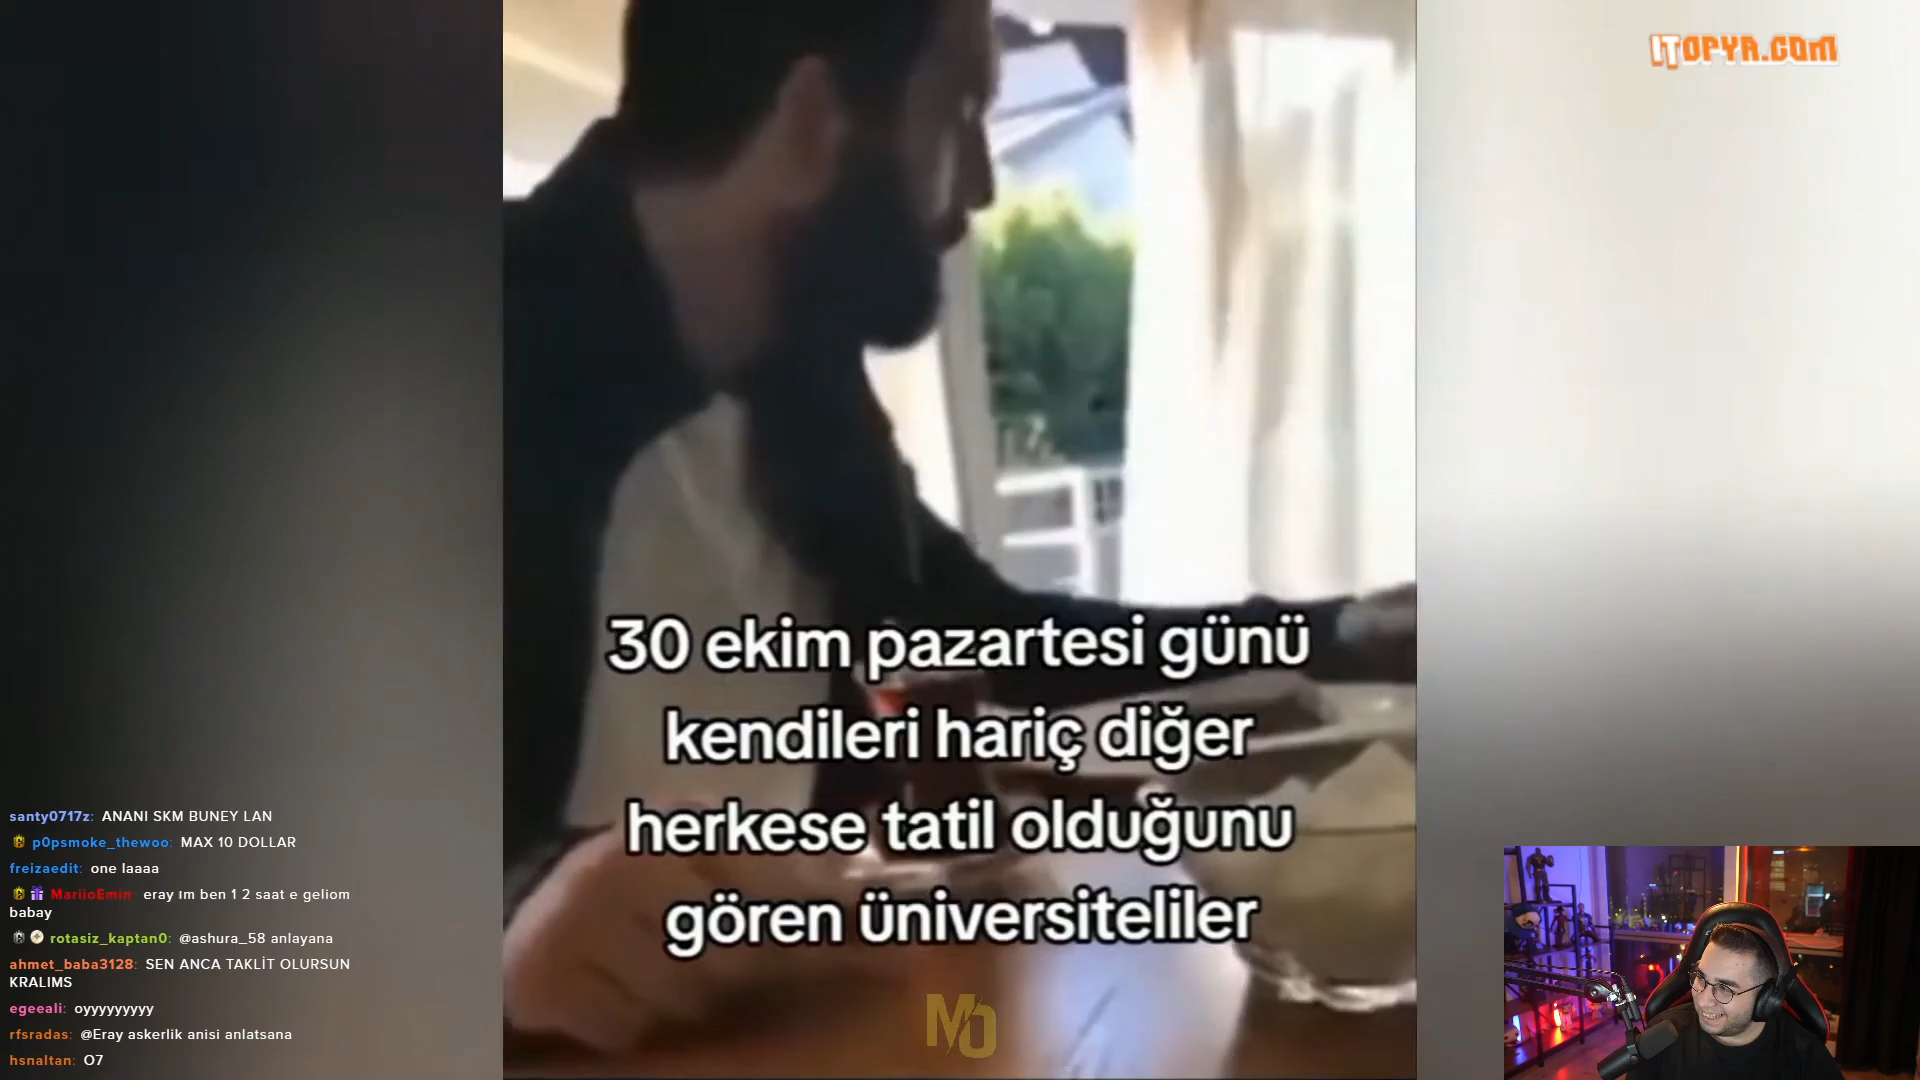 ITOPYA.COM
30 ekim pazartesi günü
kendileri hariç diğer
herkese tatil olduğunu
gören üniversiteliler
MO
santy0717z: ANANI SKM BUNEY LAN
p0psmoke_thewoo: MAX 10 DOLLAR
freizaedit: one laaaa
MariioEmin: eray ım ben 1 2 saat e geliom
babay
rotasiz_kaptan0: @ashura_58 anlayana
ahmet_baba3128: SEN ANCA TAKLİT OLURSUN
KRALIMS
egeeali: oyyyyyyyyy
rfsradas: @Eray askerlik anisi anlatsana
hsnaltan: O7